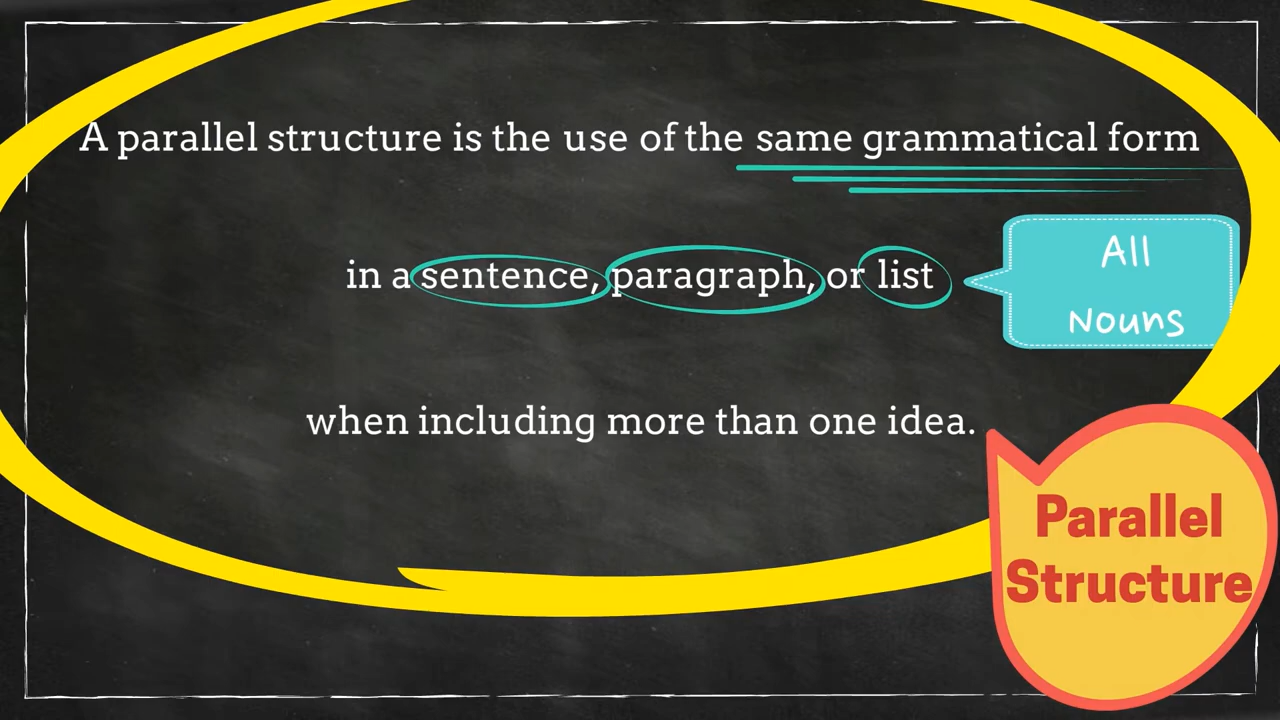 A parallel structure is the use of the same grammatical form
in a sentence, paragraph, or list
All
Nouns
when including more than one idea.
Parallel
Structure